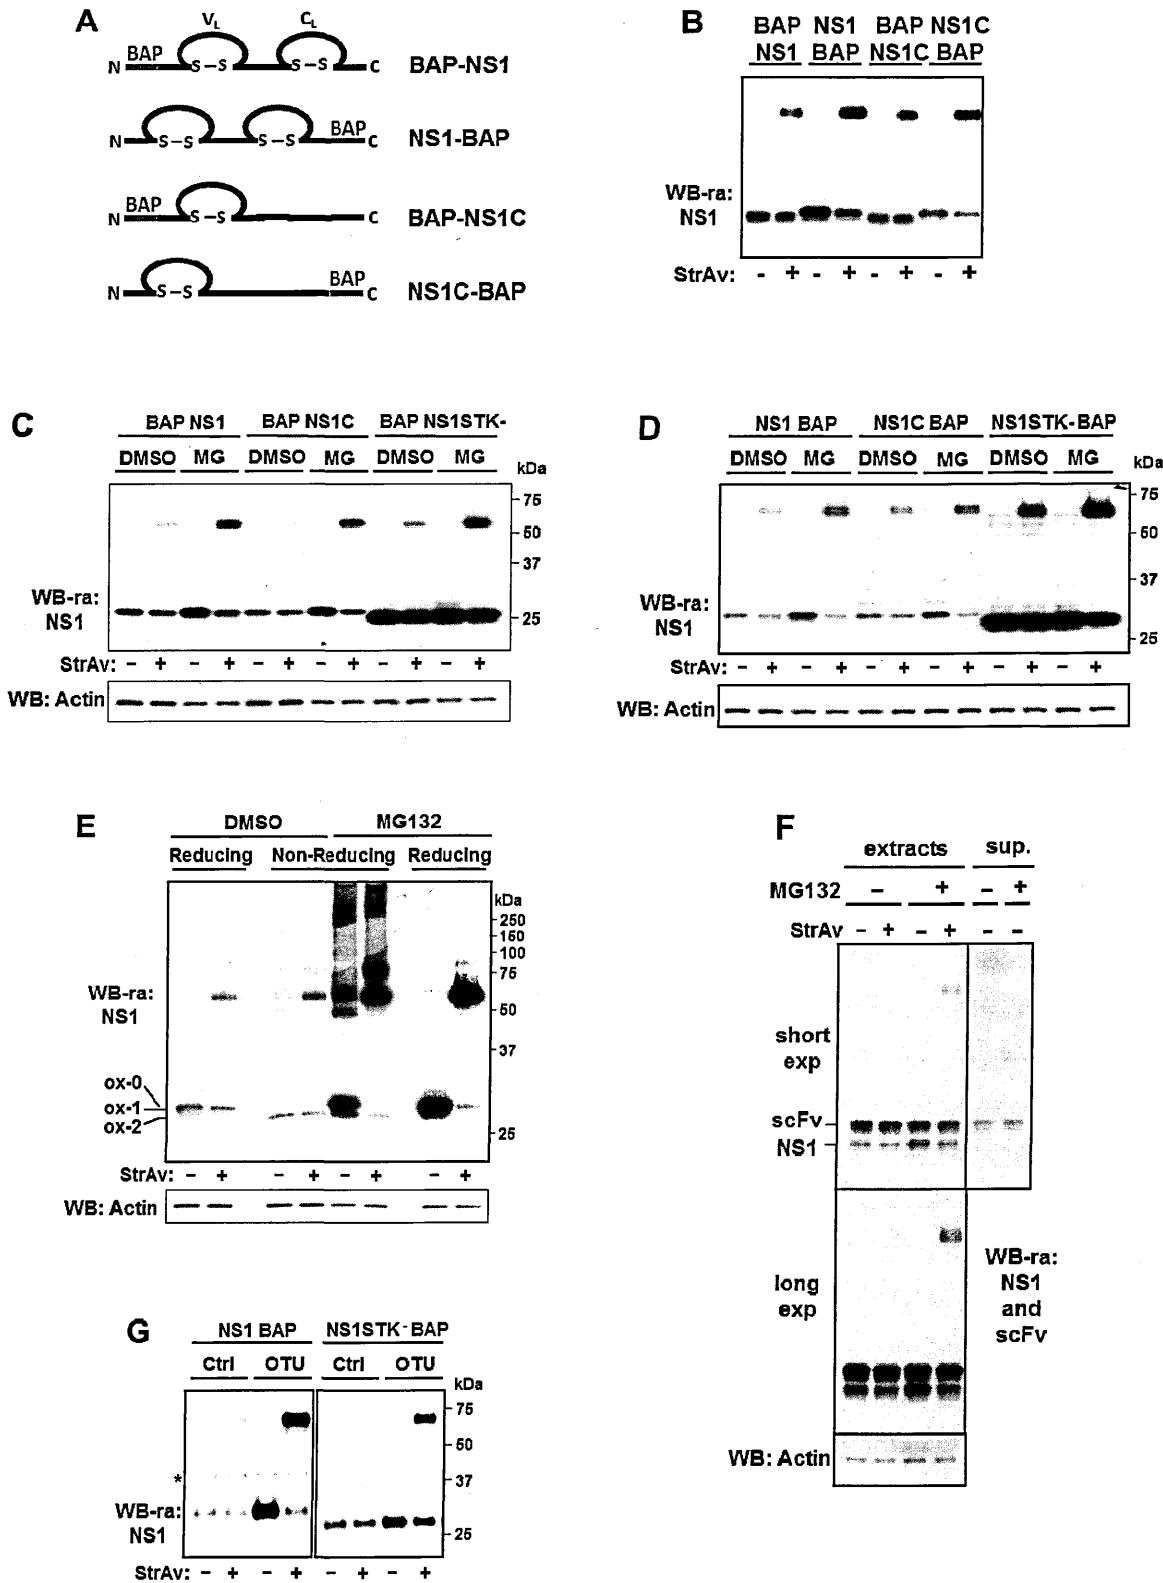 A
V_L C_L
BAP
N S–S S–S C BAP-NS1
BAP
N S–S S–S C NS1-BAP
BAP
N S–S C BAP-NS1C
BAP
N S–S C NS1C-BAP
B
BAP NS1 BAP NS1C
NS1 BAP NS1C BAP
WB-ra:
NS1
StrAv: - + - + - + - +
C
BAP NS1 BAP NS1C BAP NS1STK-
DMSO MG DMSO MG DMSO MG
kDa
75
50
37
25
WB-ra:
NS1
StrAv: - + - + - + - + - + - +
WB: Actin
D
NS1 BAP NS1C BAP NS1STK-BAP
DMSO MG DMSO MG DMSO MG
kDa
75
50
37
25
WB-ra:
NS1
StrAv: - + - + - + - + - + - +
WB: Actin
E
DMSO MG132
Reducing Non-Reducing Reducing
kDa
250
150
100
75
50
37
25
WB-ra:
NS1
ox-0
ox-1
ox-2
StrAv: - + - + - + - +
WB: Actin
F
extracts sup.
MG132 - + - +
StrAv - + - + - -
short
exp
scFv
NS1
long
exp
WB-ra:
NS1
and
scFv
WB: Actin
G
NS1 BAP NS1STK-BAP
Ctrl OTU Ctrl OTU
kDa
75
50
37
25
*
WB-ra:
NS1
StrAv: - + - + - + - +